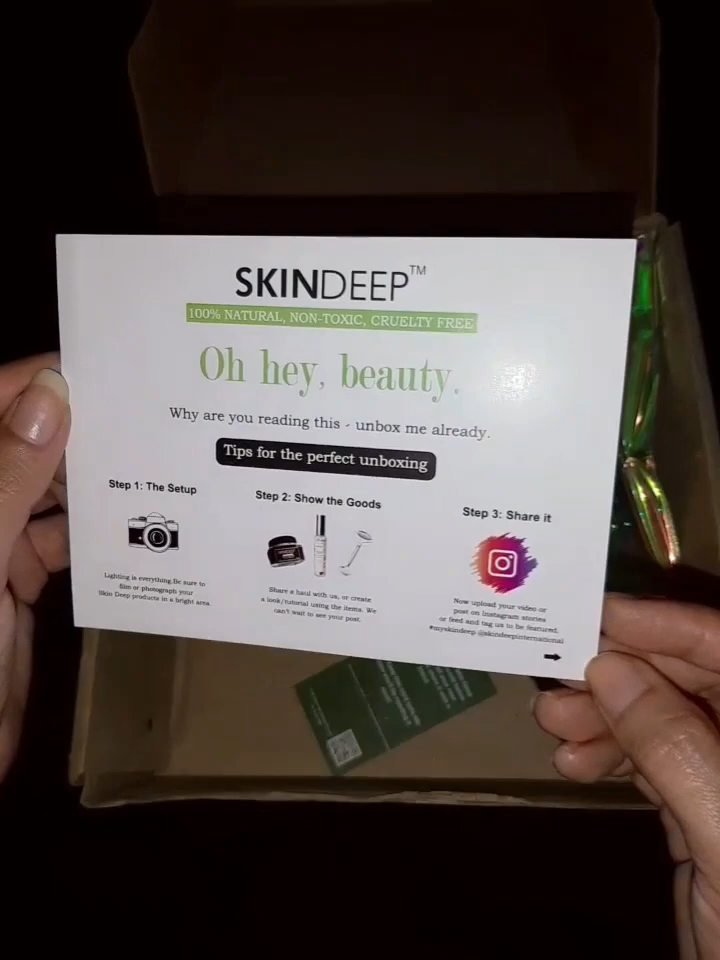 SKINDEEP™
100% NATURAL, NON-TOXIC, CRUELTY FREE
Oh hey, beauty.
Why are you reading this - unbox me already.
Tips for the perfect unboxing
Step 1: The Setup
Lighting is everything.Be sure to
film or photograph your
Skin Deep products in a bright area
Step 2: Show the Goods
Share a haul with us, or create
a look/tutorial using the items. We
can't wait to see your post.
Step 3: Share it
Now upload your video or
post on Instagram stories
or feed and tag us to be featured.
#myskindeep @skindeepinternational